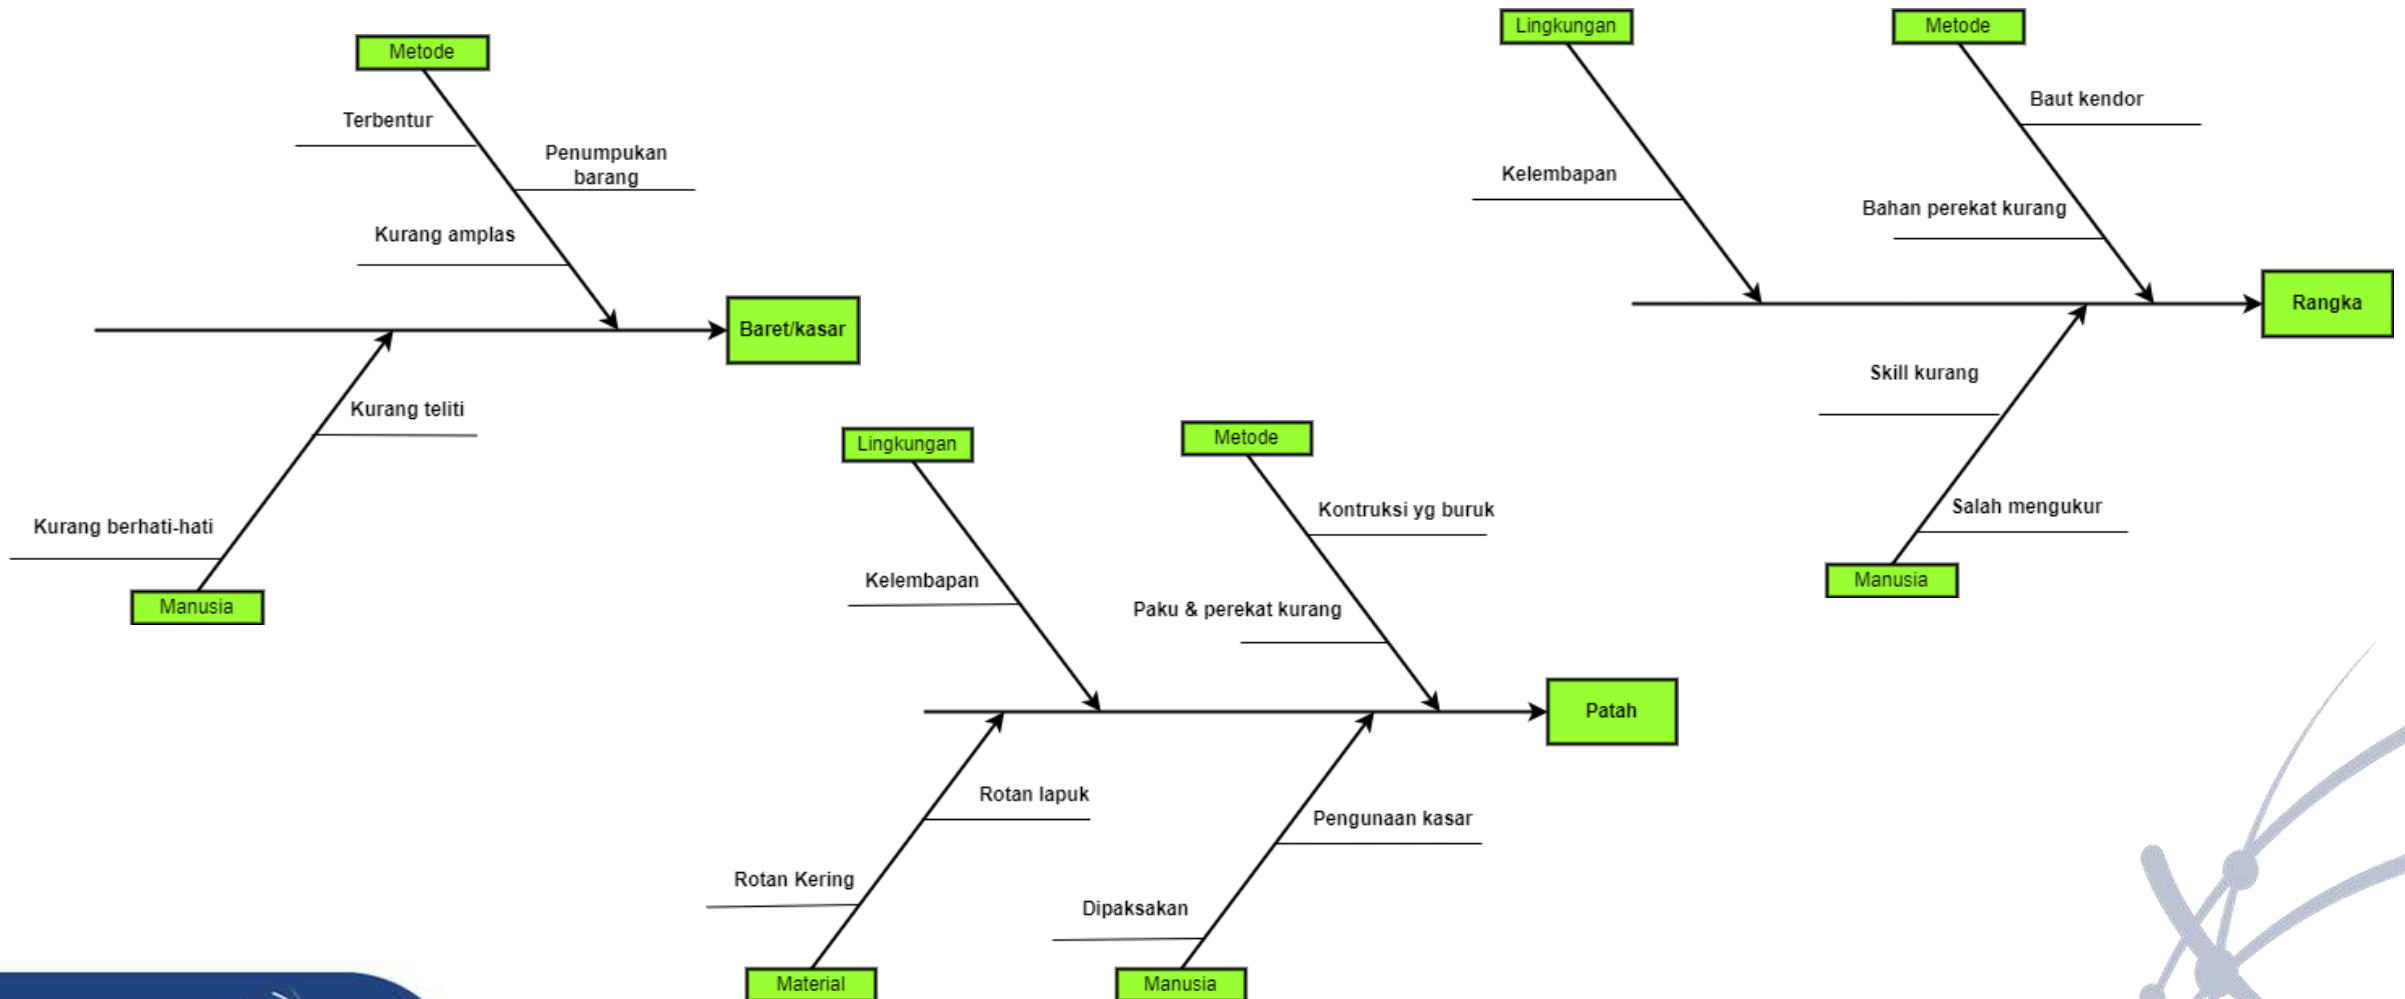 Metode
Terbentur
Penumpukan
barang
Kurang amplas
Baret/kasar
Kurang teliti
Kurang berhati-hati
Manusia
Lingkungan
Metode
Baut kendor
Kelembapan
Bahan perekat kurang
Rangka
Skill kurang
Salah mengukur
Manusia
Lingkungan
Metode
Kontruksi yg buruk
Kelembapan
Paku & perekat kurang
Patah
Rotan lapuk
Pengunaan kasar
Rotan Kering
Dipaksakan
Material
Manusia